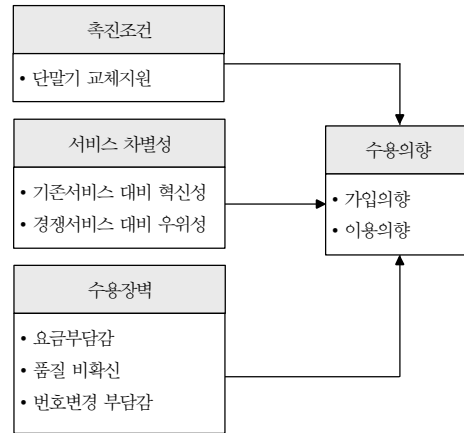 촉진조건
• 단말기 교체지원
서비스 차별성
• 기존서비스 대비 혁신성
• 경쟁서비스 대비 우위성
수용의향
• 가입의향
• 이용의향
수용장벽
• 요금부담감
• 품질 비확신
• 번호변경 부담감